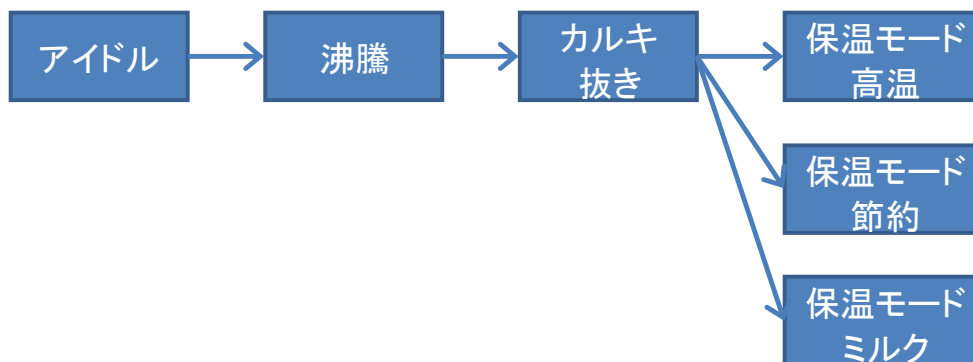 アイドル
沸騰
カルキ
抜き
保温モード
高温
保温モード
節約
保温モード
ミルク